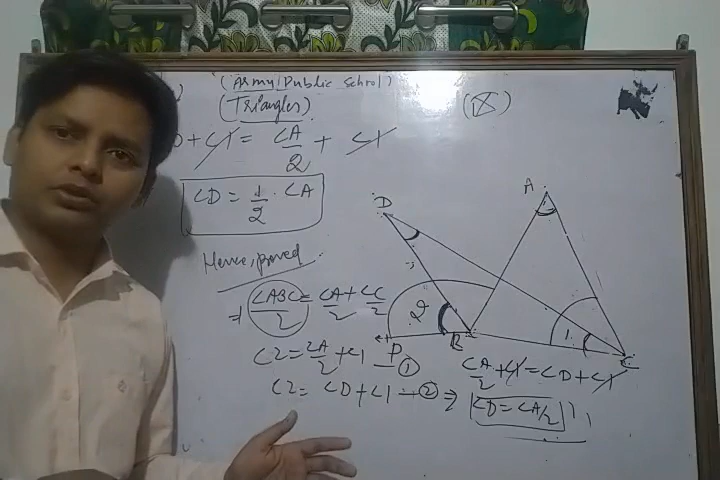 (Army Public School)
(Triangles)
(IX)
D + ∠1 = ∠A/2 + ∠1
∠D = 1/2 · ∠A
Hence, proved
⇒ ∠ABC/2 = ∠A/2 + ∠C/2
∠2 = ∠A/2 + ∠1 — ①
∠2 = ∠D + ∠1 — ② ⇒
∠A/2 + ∠1 = ∠D + ∠1
∠D = ∠A/2
D
A
2
1
P
B
C